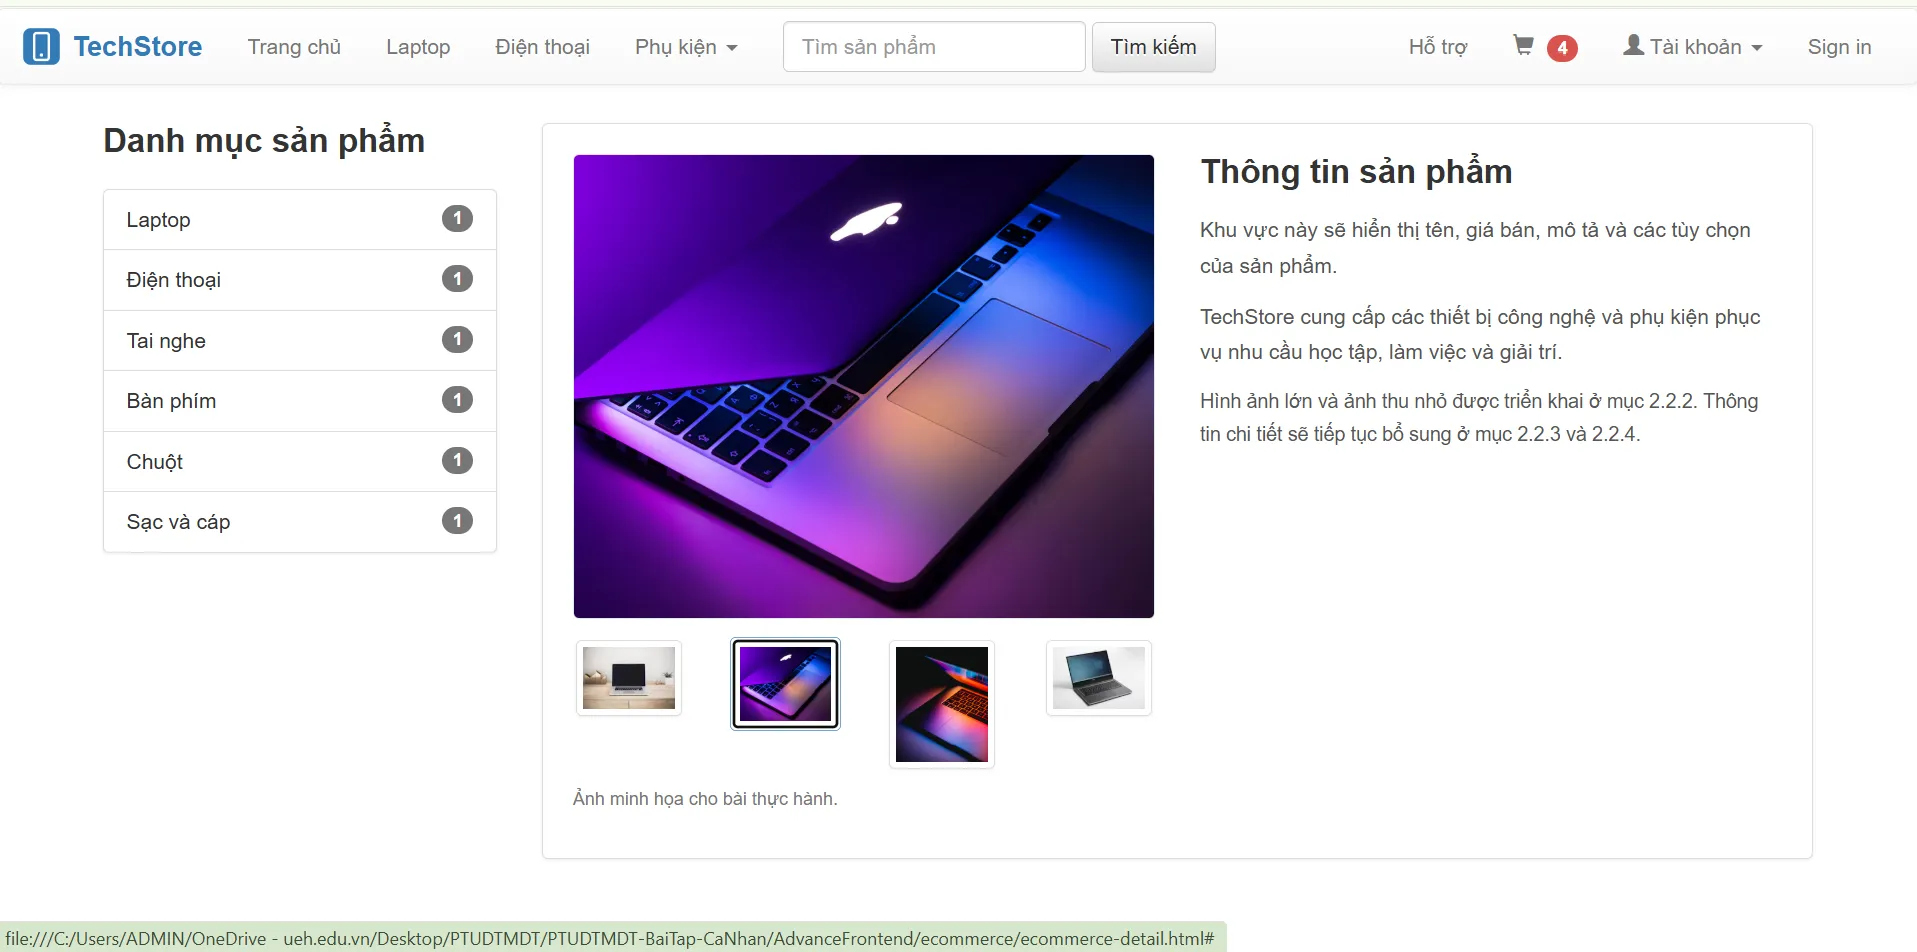 TechStore Trang chủ Laptop Điện thoại Phụ kiện Tìm sản phẩm Tìm kiếm Hỗ trợ 4 Tài khoản Sign in
Danh mục sản phẩm
Laptop 1
Điện thoại 1
Tai nghe 1
Bàn phím 1
Chuột 1
Sạc và cáp 1
Thông tin sản phẩm
Khu vực này sẽ hiển thị tên, giá bán, mô tả và các tùy chọn
của sản phẩm.
TechStore cung cấp các thiết bị công nghệ và phụ kiện phục
vụ nhu cầu học tập, làm việc và giải trí.
Hình ảnh lớn và ảnh thu nhỏ được triển khai ở mục 2.2.2. Thông
tin chi tiết sẽ tiếp tục bổ sung ở mục 2.2.3 và 2.2.4.
Ảnh minh họa cho bài thực hành.
file:///C:/Users/ADMIN/OneDrive - ueh.edu.vn/Desktop/PTUDTMDT/PTUDTMDT-BaiTap-CaNhan/AdvanceFrontend/ecommerce/ecommerce-detail.html#